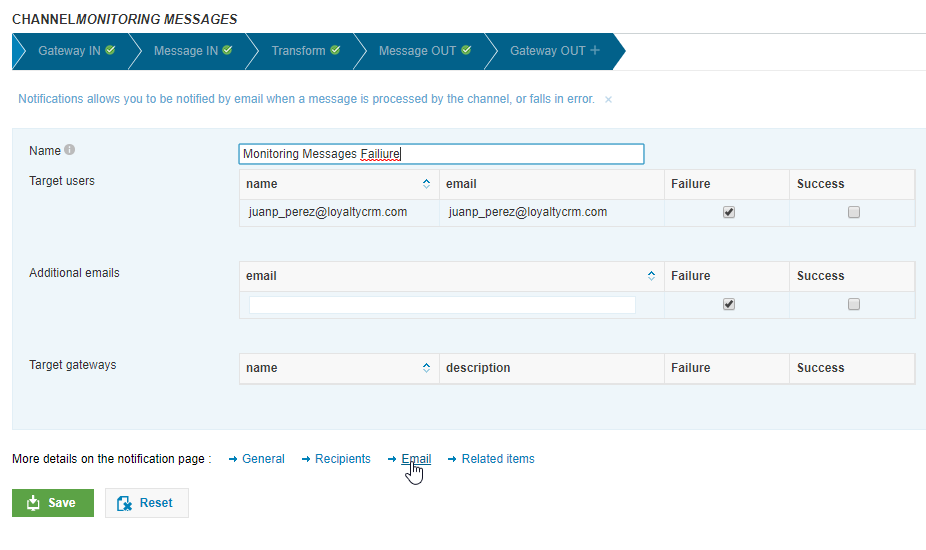 CHANNELMONITORING MESSAGES
Gateway IN Message IN Transform Message OUT Gateway OUT
Notifications allows you to be notified by email when a message is processed by the channel, or falls in error. ×
Name Monitoring Messages Failiure
Target users name email Failure Success
juanp_perez@loyaltycrm.com juanp_perez@loyaltycrm.com
Additional emails email Failure Success
Target gateways name description Failure Success
More details on the notification page : General Recipients Email Related items
Save Reset